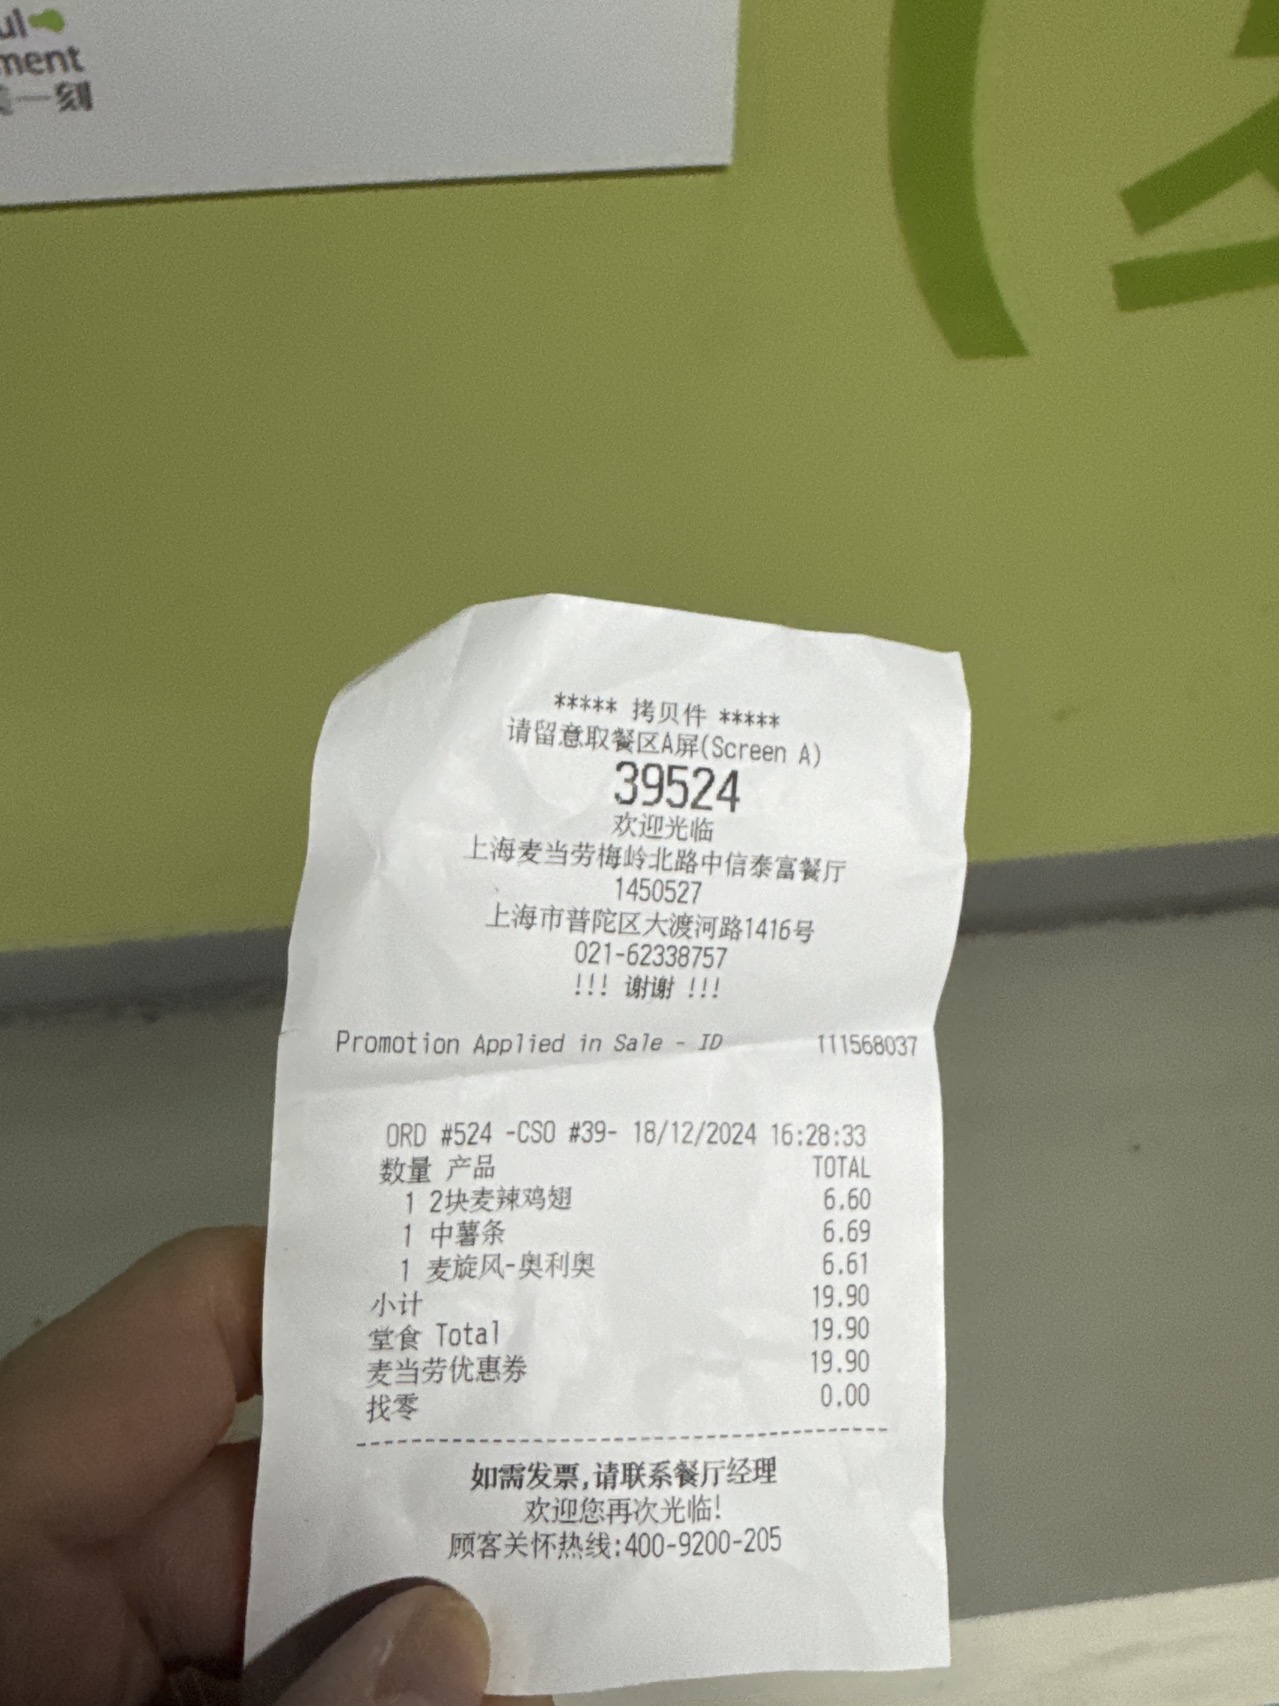 ment
一刻
***** 拷贝件 *****
请留意取餐区A屏(Screen A)
39524
欢迎光临
上海麦当劳梅岭北路中信泰富餐厅
1450527
上海市普陀区大渡河路1416号
021-62338757
!!! 谢谢 !!!
Promotion Applied in Sale - ID 111568037
ORD #524 -CSO #39- 18/12/2024 16:28:33
数量 产品 TOTAL
1 2块麦辣鸡翅 6.60
1 中薯条 6.69
1 麦旋风-奥利奥 6.61
小计 19.90
堂食 Total 19.90
麦当劳优惠券 19.90
找零 0.00
--------------------------------------
如需发票,请联系餐厅经理
欢迎您再次光临!
顾客关怀热线:400-9200-205